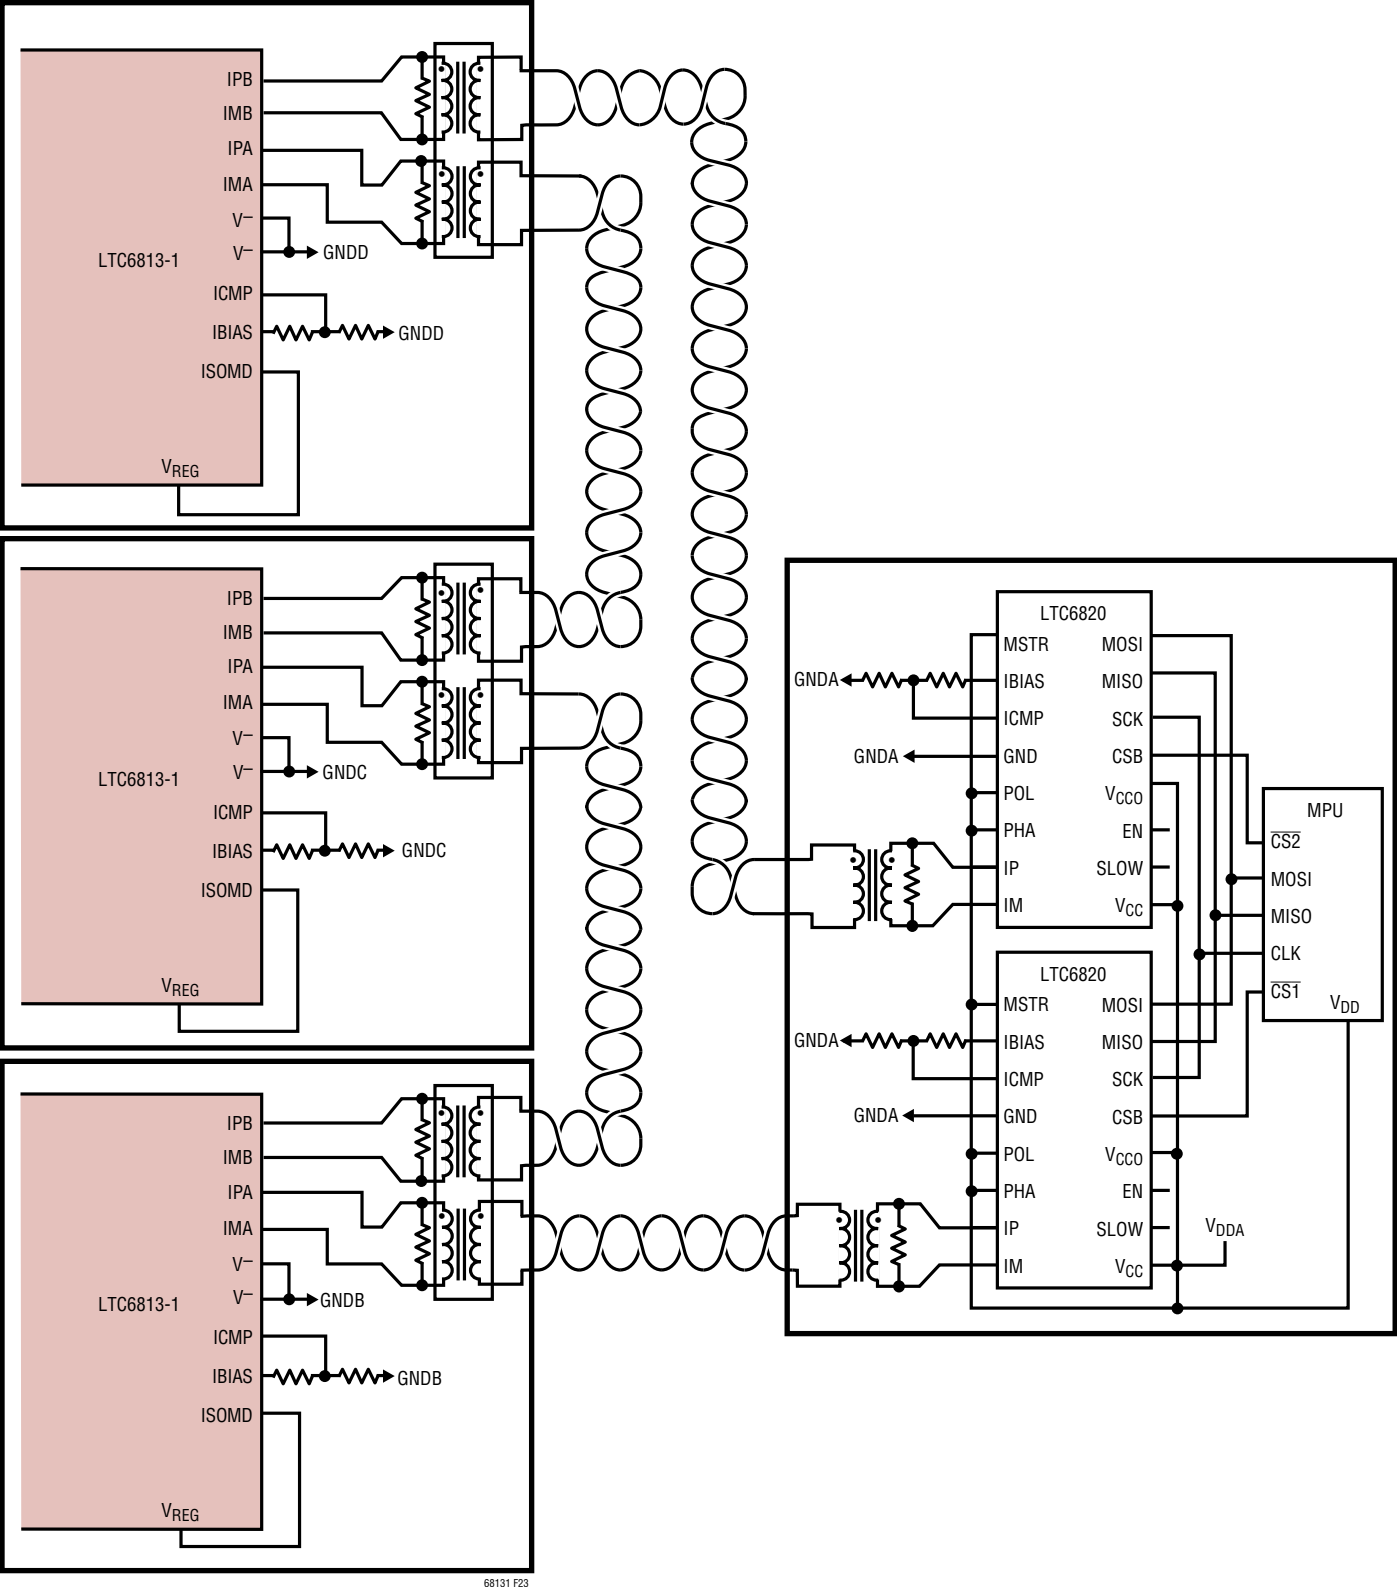 IPB
IMB
IPA
IMA
V–
V–
GNDD
LTC6813-1
ICMP
IBIAS
GNDD
ISOMD
VREG
IPB
IMB
IPA
IMA
V–
V–
GNDC
LTC6813-1
ICMP
IBIAS
GNDC
ISOMD
VREG
IPB
IMB
IPA
IMA
V–
V–
GNDB
LTC6813-1
ICMP
IBIAS
GNDB
ISOMD
VREG
LTC6820
MSTR MOSI
GNDA IBIAS MISO
ICMP SCK
GNDA GND CSB
POL VCCO
PHA EN
IP SLOW
IM VCC
MPU
CS2
MOSI
MISO
CLK
CS1
VDD
LTC6820
MSTR MOSI
GNDA IBIAS MISO
ICMP SCK
GNDA GND CSB
POL VCCO
PHA EN
IP SLOW
VDDA
IM VCC
68131 F23